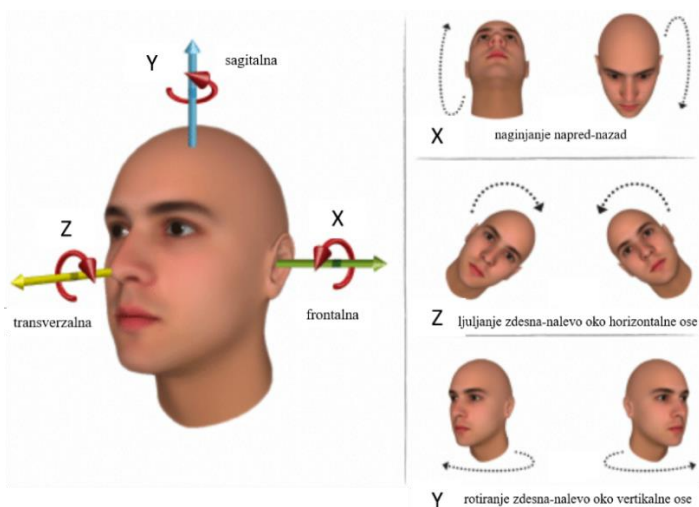 Y
sagitalna
Z
X
transverzalna
frontalna
X
naginjanje napred-nazad
Z ljuljanje zdesna-nalevo oko horizontalne ose
Y rotiranje zdesna-nalevo oko vertikalne ose